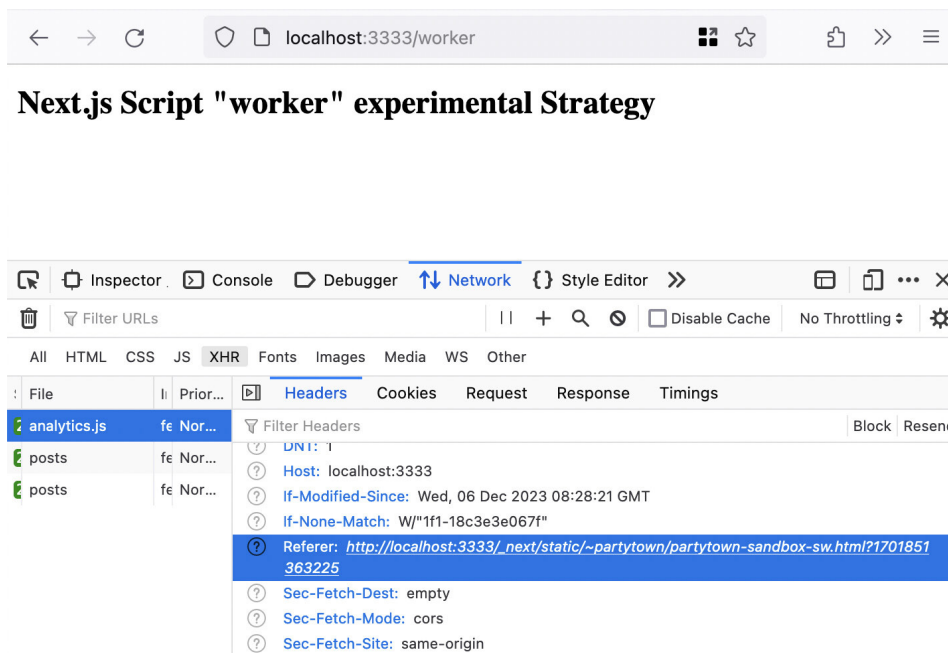 localhost:3333/worker
Next.js Script "worker" experimental Strategy
Inspector Console Debugger Network Style Editor
Filter URLs Disable Cache No Throttling
All HTML CSS JS XHR Fonts Images Media WS Other
File Prior... Headers Cookies Request Response Timings
analytics.js fe Nor... Filter Headers Block Resen
DNT: 1
posts fe Nor...
Host: localhost:3333
posts fe Nor...
If-Modified-Since: Wed, 06 Dec 2023 08:28:21 GMT
If-None-Match: W/"1f1-18c3e3e067f"
Referer: http://localhost:3333/_next/static/~partytown/partytown-sandbox-sw.html?1701851
363225
Sec-Fetch-Dest: empty
Sec-Fetch-Mode: cors
Sec-Fetch-Site: same-origin